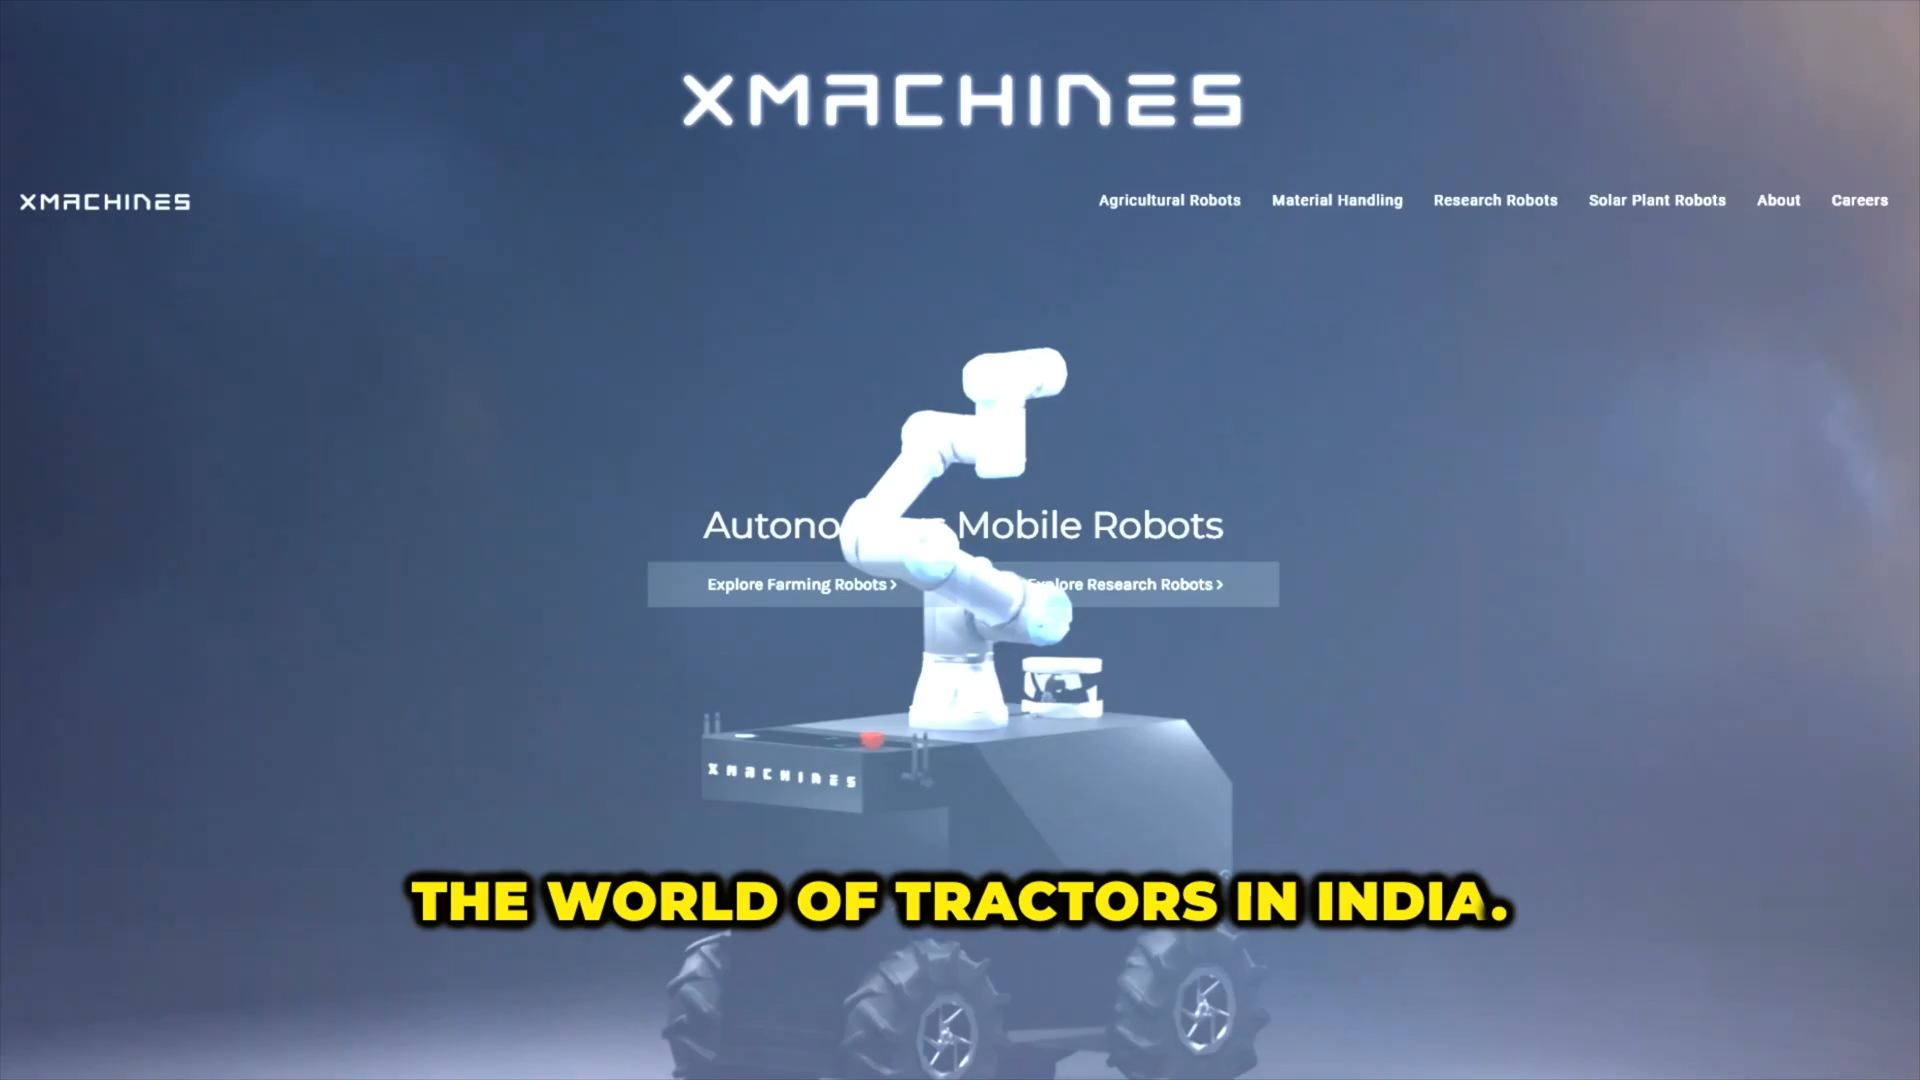 XMACHINES
XMACHINES
Agricultural Robots Material Handling Research Robots Solar Plant Robots About Careers
Mobile Robots
Explore Farming Robots > Explore Research Robots >
XMACHINES
THE WORLD OF TRACTORS IN INDIA.